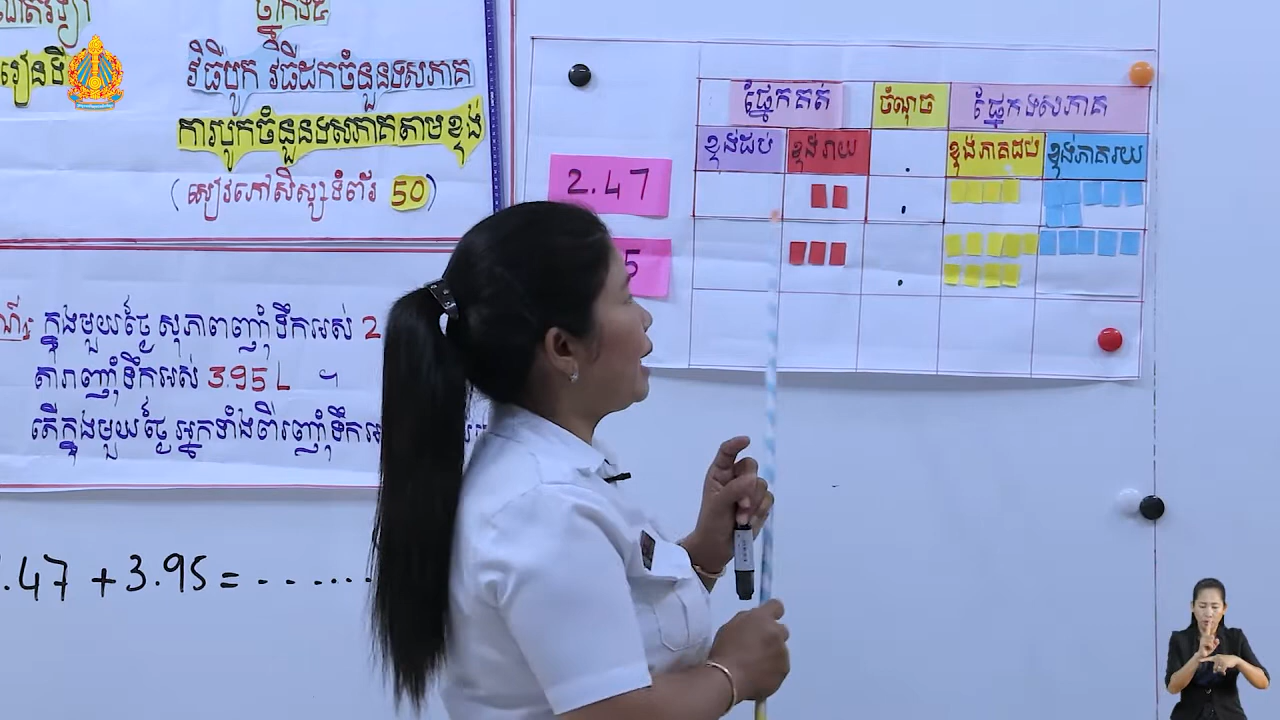 វិធីបូក វិធីដកចំនួនទសភាគ
ការបូកចំនួនទសភាគតាមខ្ទង់
(សៀវភៅសិស្សទំព័រ 50)
ក្នុងមួយថ្ងៃ សុភាពញ៉ាំទឹកអស់ 2
តារាញ៉ាំទឹកអស់ 3.95 L ។
តើក្នុងមួយថ្ងៃ អ្នកទាំងពីរញ៉ាំទឹក
.47 + 3.95 = . . . . . . .
ផ្នែកគត់ ចំណុច ផ្នែកទសភាគ
ខ្ទង់ដប់ ខ្ទង់រាយ . ខ្ទង់ភាគដប់ ខ្ទង់ភាគរយ
2.47 .
5 .